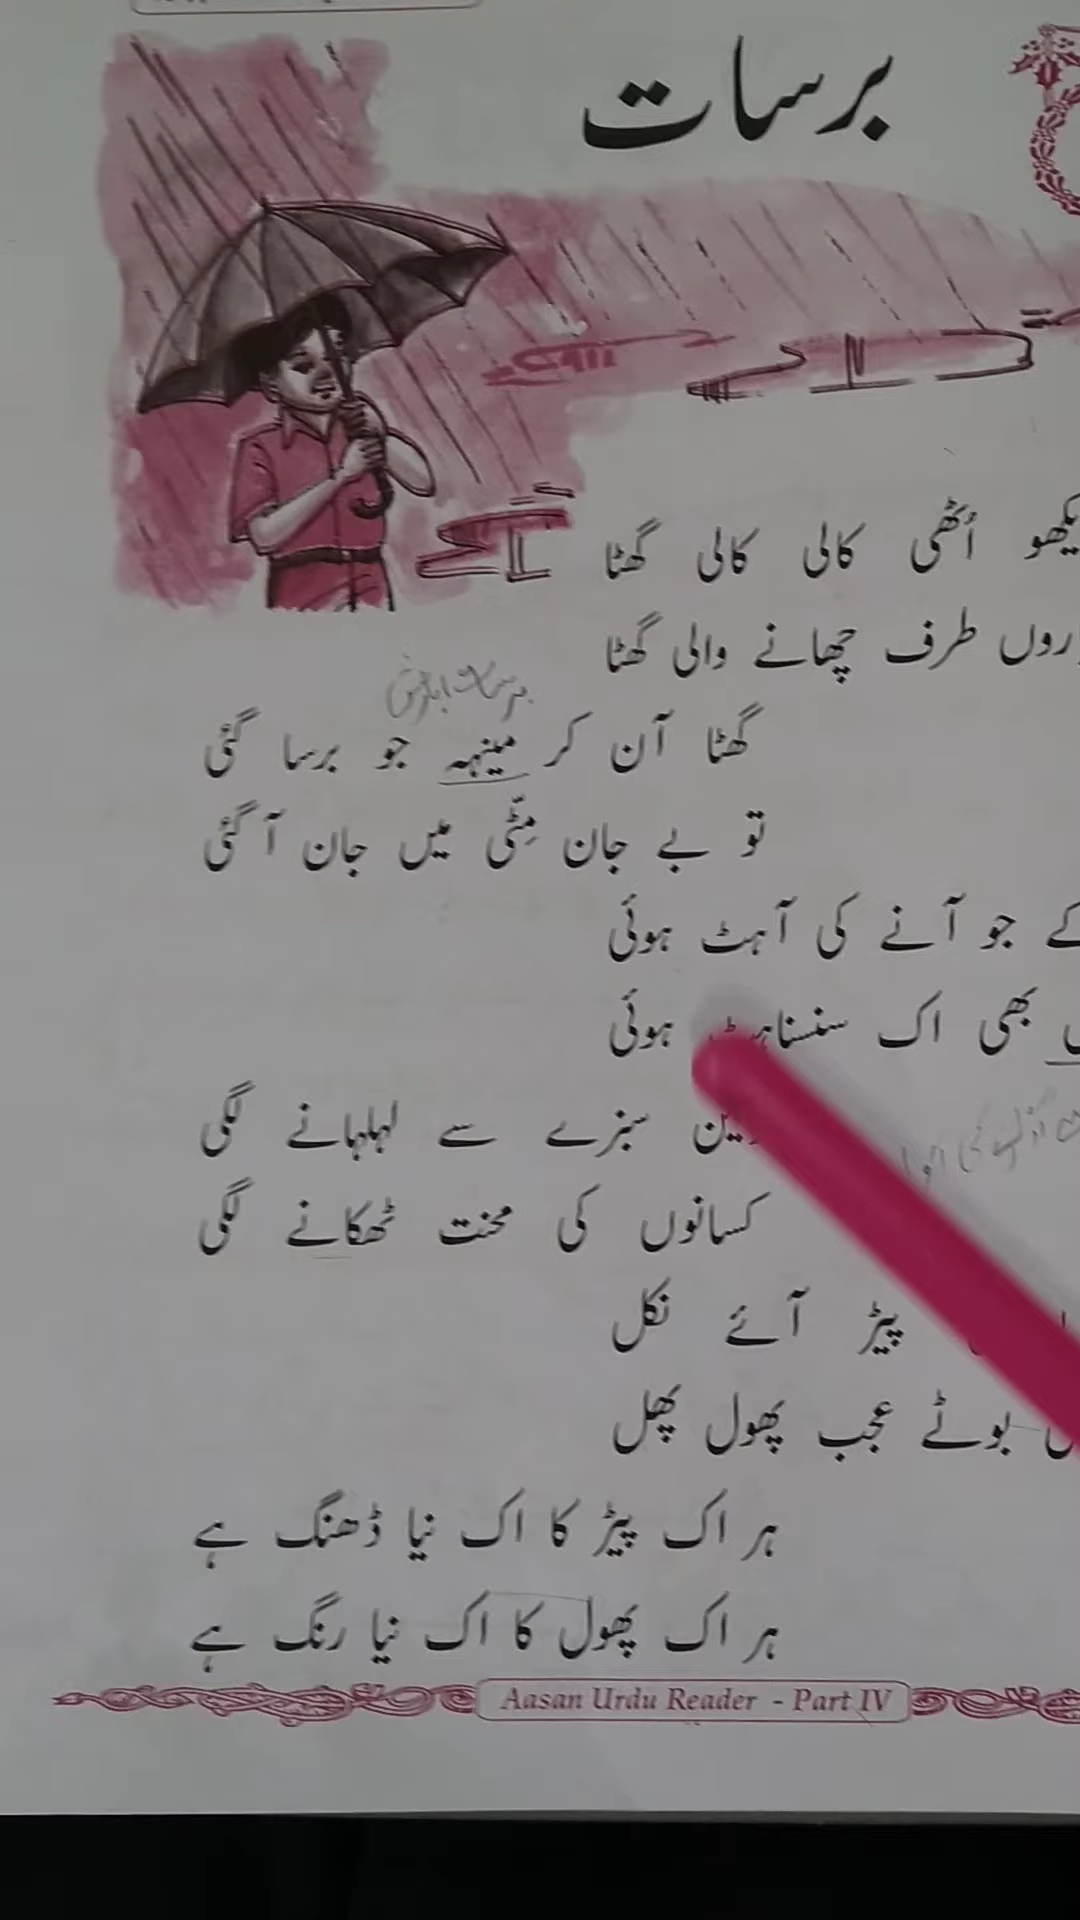 برسات
اُٹھی کالی کالی گھٹا
طرف چھانے والی گھٹا
گھٹا آن کر مینہہ جو برسا گئی
تو بے جان مِٹّی میں جان آ گئی
کے جو آنے کی آہٹ ہوئی
بھی اک سنسناہٹ ہوئی
سبزے سے لہلہانے لگی
کسانوں کی محنت ٹھکانے لگی
پیڑ آئے نکل
بوٹے عجب پھول پھل
ہر اک پیڑ کا اک نیا ڈھنگ ہے
ہر اک پھول کا اک نیا رنگ ہے
Aasan Urdu Reader - Part IV